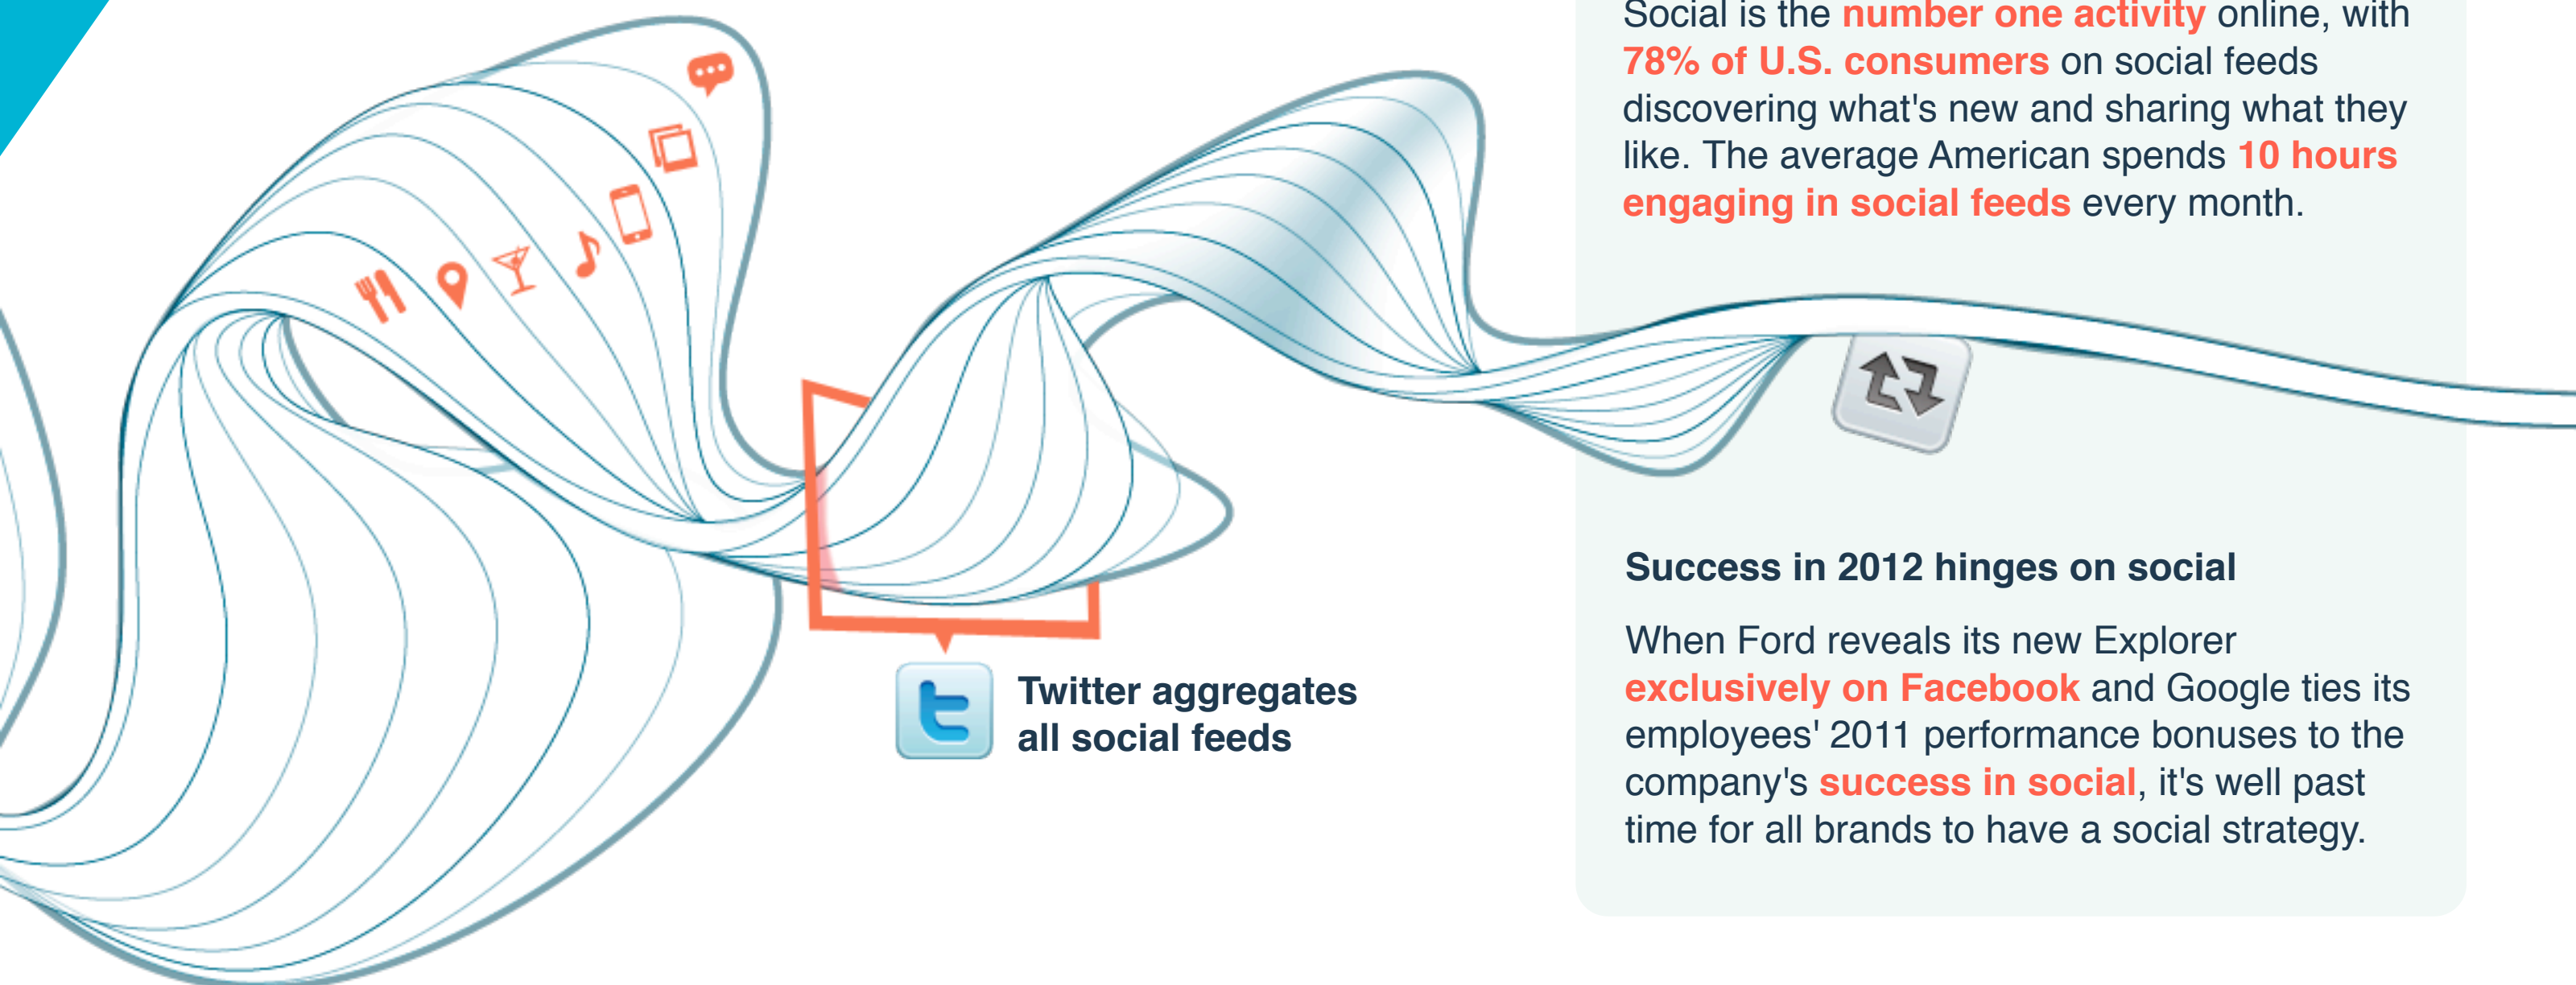 Social is the number one activity online, with
78% of U.S. consumers on social feeds
discovering what's new and sharing what they
like. The average American spends 10 hours
engaging in social feeds every month.
Twitter aggregates
all social feeds
Success in 2012 hinges on social
When Ford reveals its new Explorer
exclusively on Facebook and Google ties its
employees' 2011 performance bonuses to the
company's success in social, it's well past
time for all brands to have a social strategy.